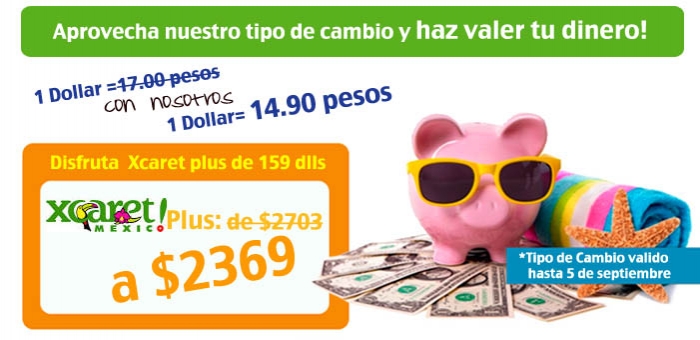 Aprovecha nuestro tipo de cambio y haz valer tu dinero!
1 Dollar =17.00 pesos
con nosotros
1 Dollar= 14.90 pesos
Disfruta Xcaret plus de 159 dlls
xcaret! Plus: de $2703
MÉXICO
a $2369
*Tipo de Cambio valido
hasta 5 de septiembre